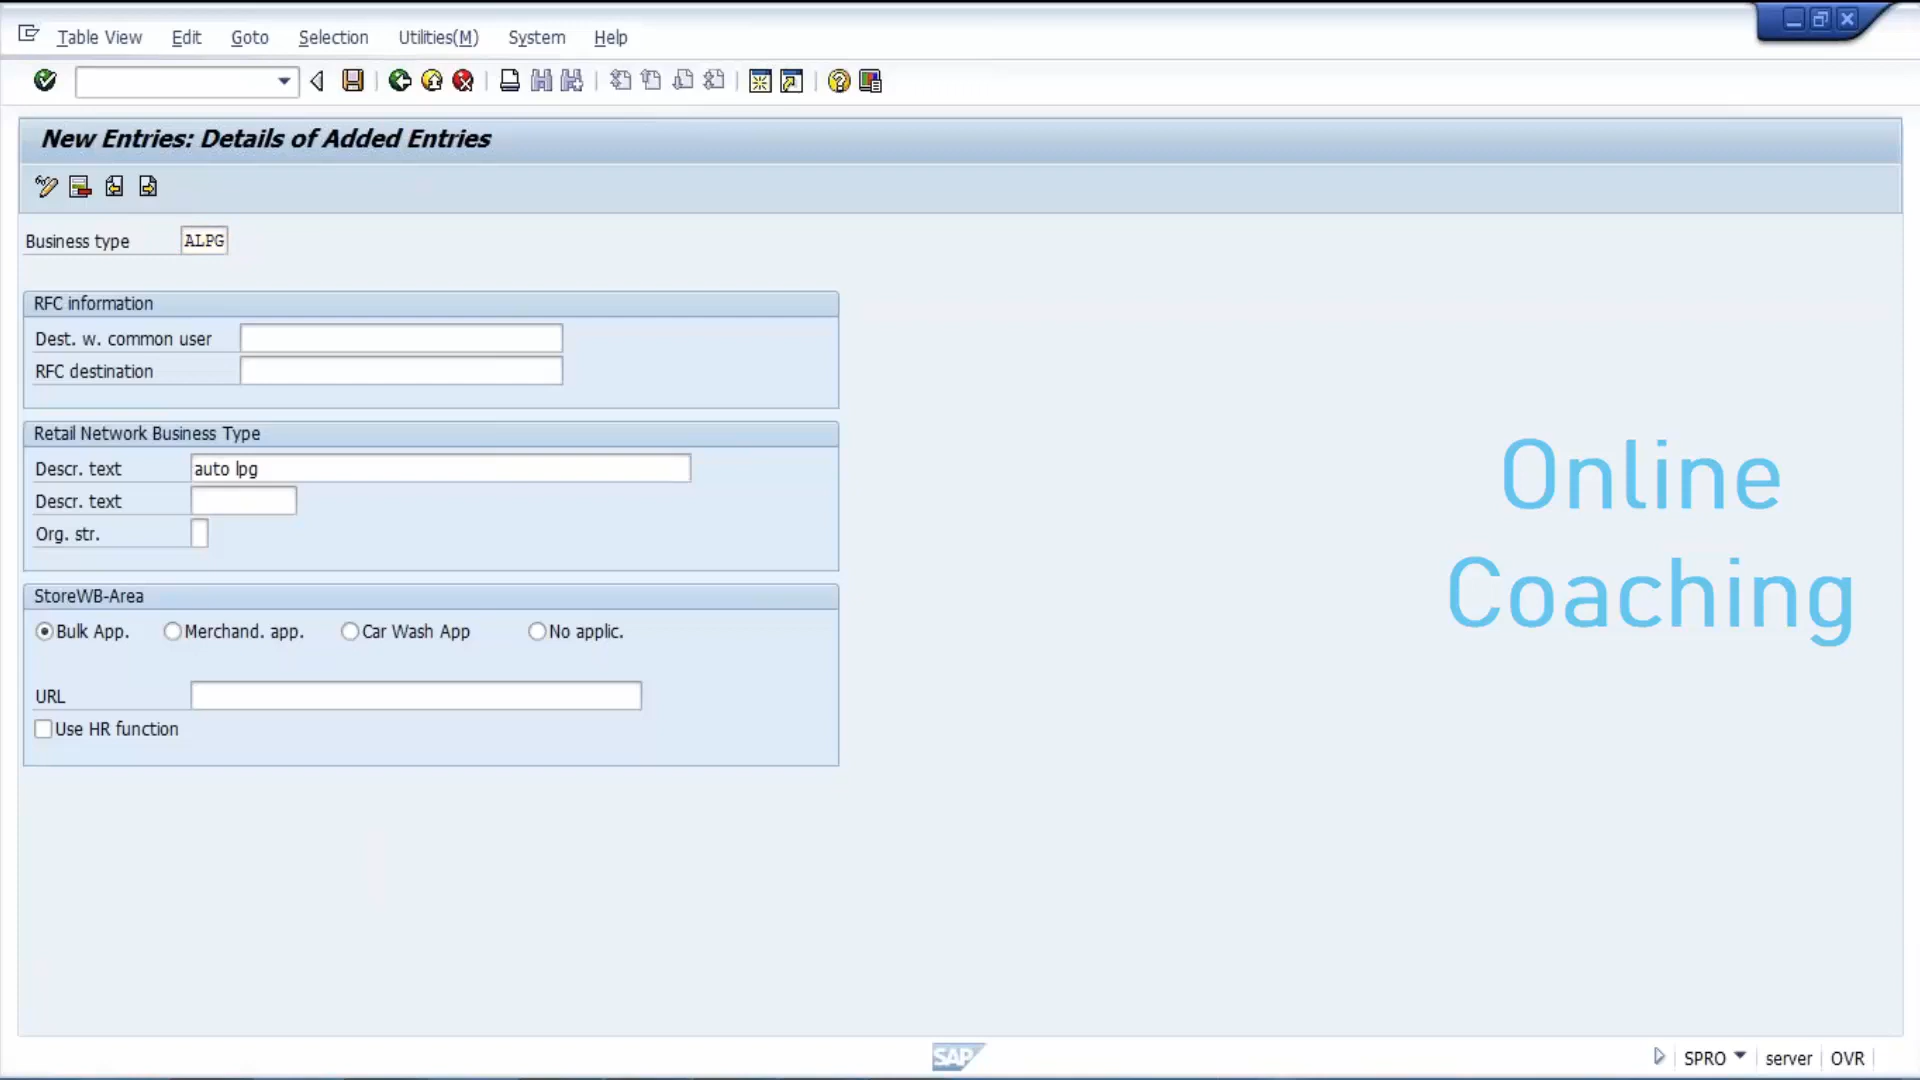 Table View Edit Goto Selection Utilities(M) System Help
New Entries: Details of Added Entries
Business type ALPG
RFC information
Dest. w. common user
RFC destination
Retail Network Business Type
Descr. text auto lpg
Descr. text
Org. str.
StoreWB-Area
Bulk App. Merchand. app. Car Wash App No applic.
URL
Use HR function
Online
Coaching
SAP SPRO server OVR